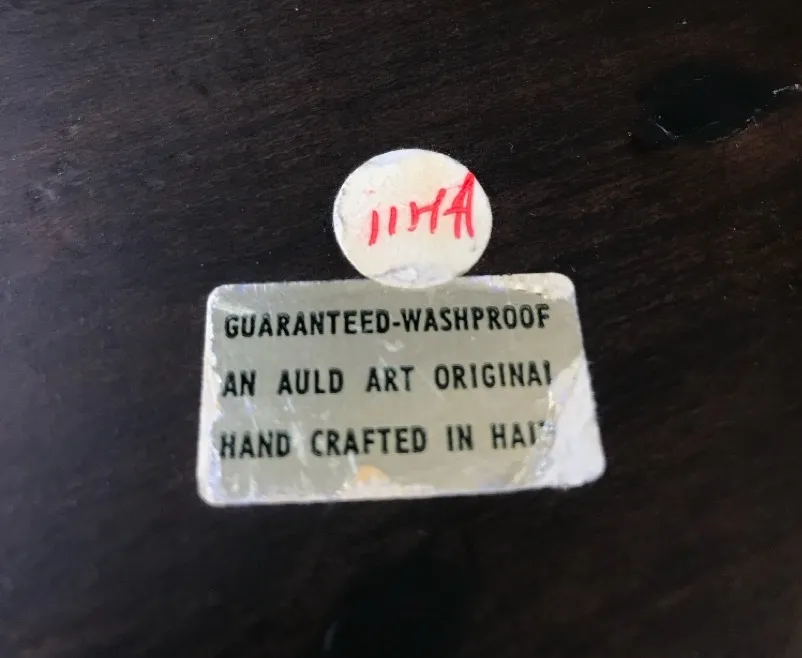 11HA
GUARANTEED-WASHPROOF
AN AULD ART ORIGINAL
HAND CRAFTED IN HAI